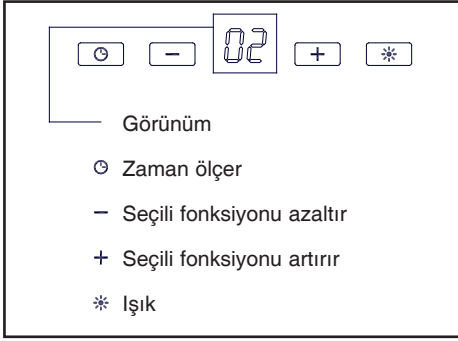 − 02 +
Görünüm
Zaman ölçer
− Seçili fonksiyonu azaltır
+ Seçili fonksiyonu artırır
Işık